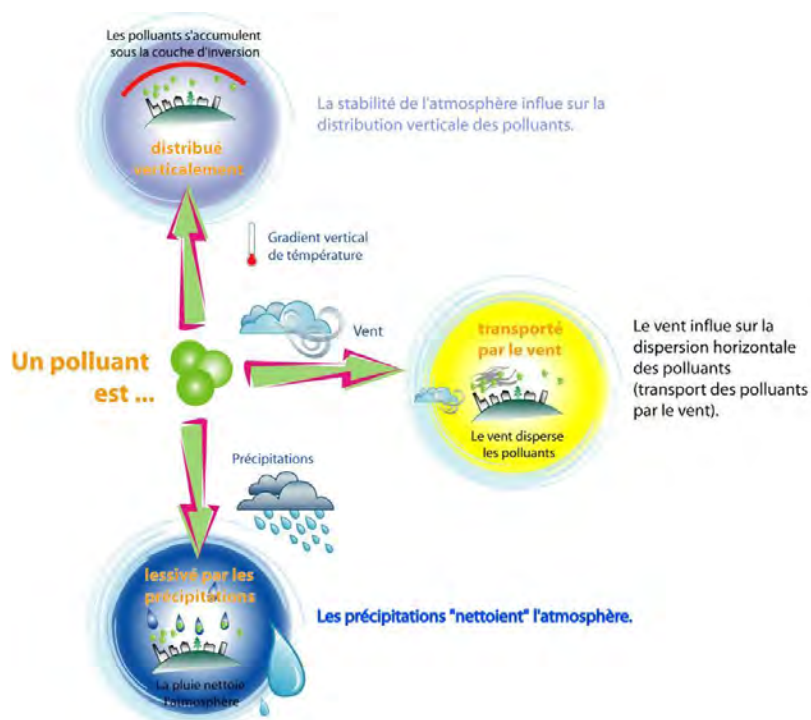 Les polluants s'accumulent
sous la couche d'inversion
distribué
verticalement
La stabilité de l'atmosphère influe sur la
distribution verticale des polluants.
Gradient vertical
de témpérature
Vent
Un polluant
est ...
transporté
par le vent
Le vent disperse
les polluants
Le vent influe sur la
dispersion horizontale
des polluants
(transport des polluants
par le vent).
Précipitations
lessivé par les
précipitations
La pluie nettoie
l'atmosphère
Les précipitations "nettoient" l'atmosphère.